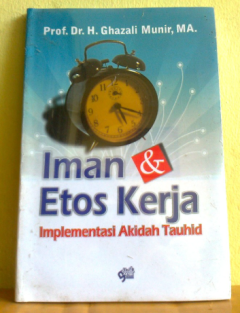 Prof. Dr. H. Ghazali Munir, MA.
Iman &
Etos Kerja
Implementasi Akidah Tauhid